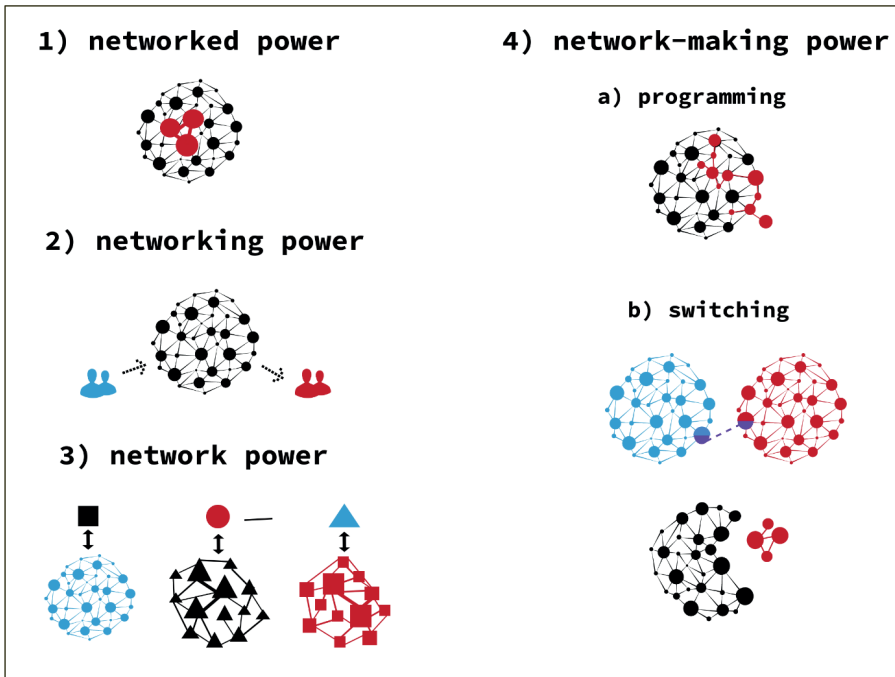 1) networked power
2) networking power
3) network power
4) network-making power
a) programming
b) switching